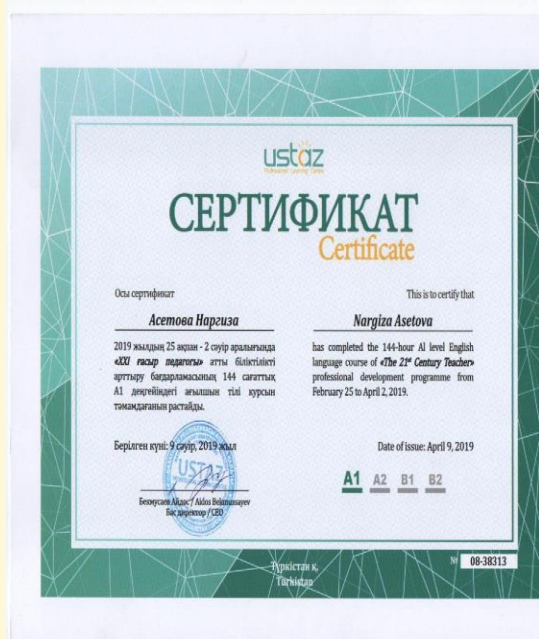 ustaz
Professional Learning Centre
СЕРТИФИКАТ
Certificate
Осы сертификат
Асетова Наргиза
2019 жылдың 25 ақпан - 2 сәуір аралығында
«XXI ғасыр педагогы» атты біліктілікті
арттыру бағдарламасының 144 сағаттық
А1 деңгейіндегі ағылшын тілі курсын
тамамдағанын растайды.
Берілген күні: 9 сәуір, 2019 жыл
USTAZ
Бекмусаев Айдос / Aidos Bekmussayev
Бас директор / CEO
This is to certify that
Nargiza Asetova
has completed the 144-hour Al level English
language course of «The 21st Century Teacher»
professional development programme from
February 25 to April 2, 2019.
Date of issue: April 9, 2019
A1 A2 B1 B2
Түркістан қ.
Turkistan
№ 08-38313